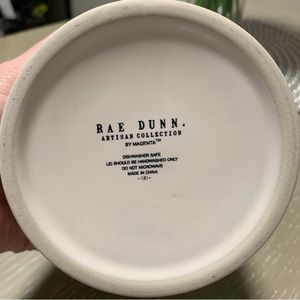 RAE DUNN.
ARTISAN COLLECTION
BY MAGENTA™
DISHWASHER SAFE
LID SHOULD BE HANDWASHED ONLY
DO NOT MICROWAVE
MADE IN CHINA